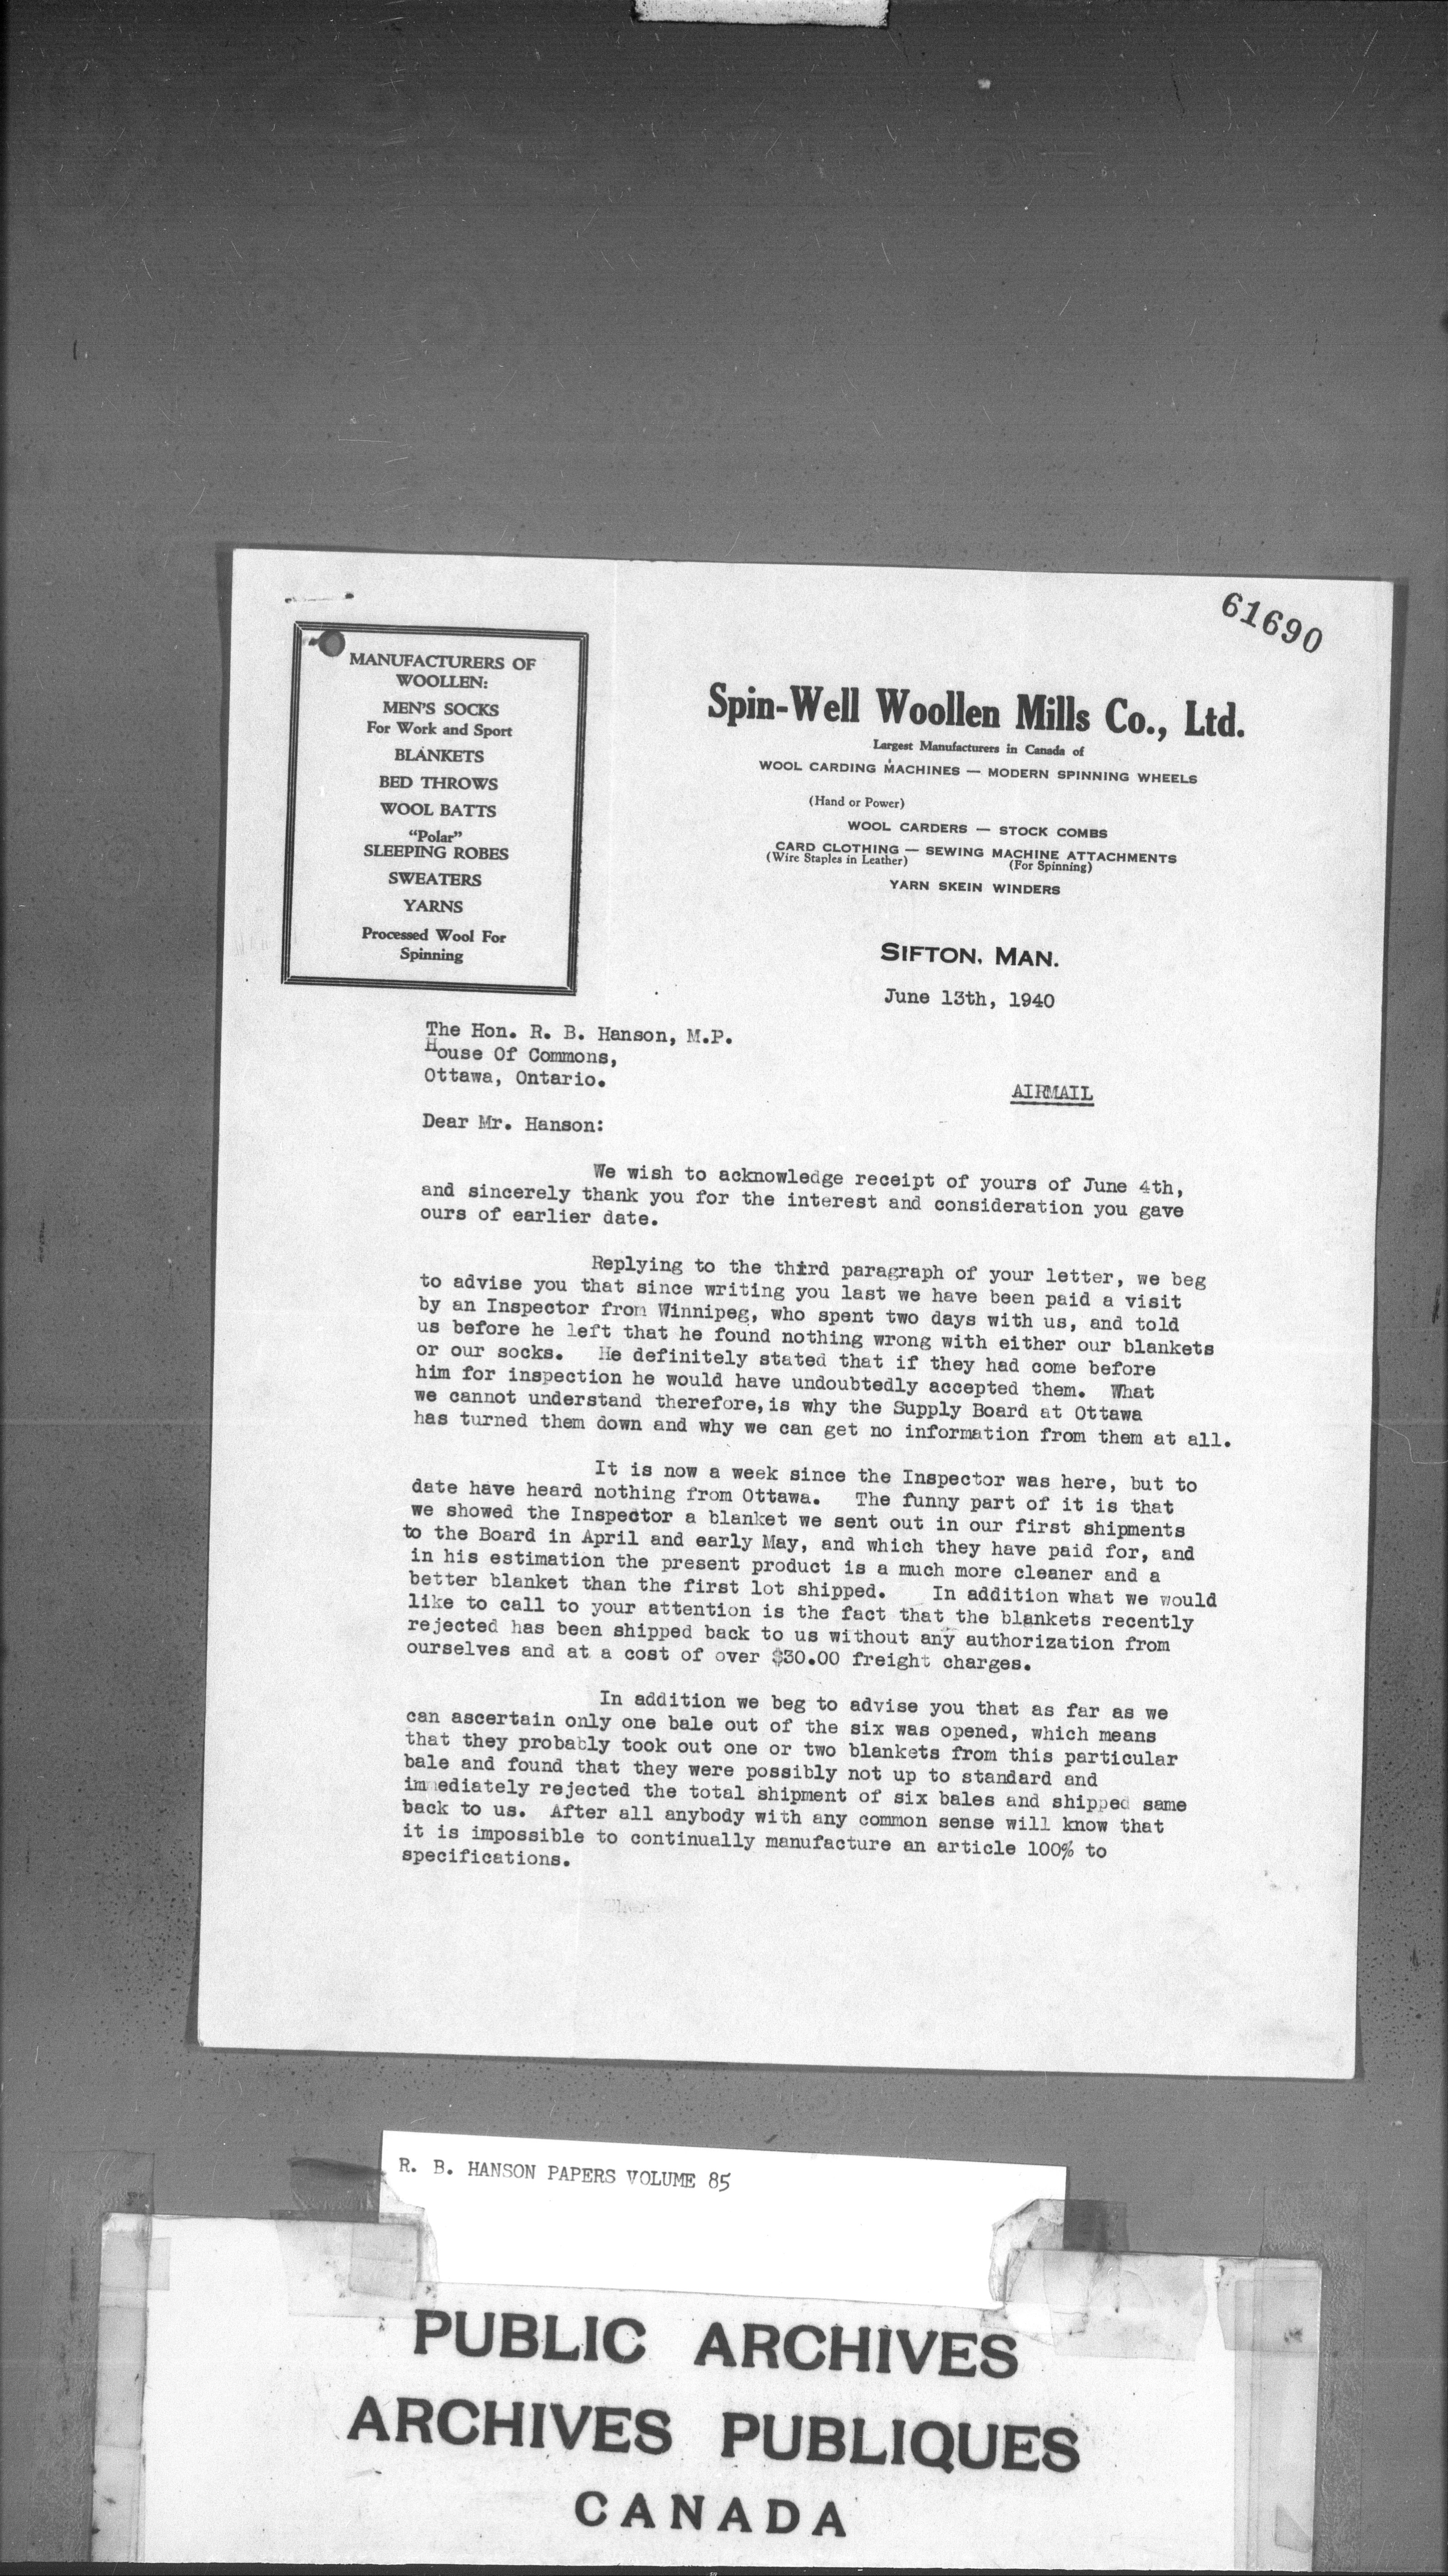 61690
MANUFACTURERS OF
WOOLLEN:
MEN'S SOCKS
For Work and Sport
BLANKETS
BED THROWS
WOOL BATTS
"Polar"
SLEEPING ROBES
SWEATERS
YARNS
Processed Wool For
Spinning
Spin-Well Woollen Mills Co., Ltd.
Largest Manufacturers in Canada of
WOOL CARDING MACHINES — MODERN SPINNING WHEELS
(Hand or Power)
WOOL CARDERS — STOCK COMBS
CARD CLOTHING — SEWING MACHINE ATTACHMENTS
(Wire Staples in Leather) (For Spinning)
YARN SKEIN WINDERS
SIFTON, MAN.
June 13th, 1940
The Hon. R. B. Hanson, M.P.
House Of Commons,
Ottawa, Ontario.
AIRMAIL
Dear Mr. Hanson:
We wish to acknowledge receipt of yours of June 4th,
and sincerely thank you for the interest and consideration you gave
ours of earlier date.
Replying to the third paragraph of your letter, we beg
to advise you that since writing you last we have been paid a visit
by an Inspector from Winnipeg, who spent two days with us, and told
us before he left that he found nothing wrong with either our blankets
or our socks. He definitely stated that if they had come before
him for inspection he would have undoubtedly accepted them. What
we cannot understand therefore, is why the Supply Board at Ottawa
has turned them down and why we can get no information from them at all.
It is now a week since the Inspector was here, but to
date have heard nothing from Ottawa. The funny part of it is that
we showed the Inspector a blanket we sent out in our first shipments
to the Board in April and early May, and which they have paid for, and
in his estimation the present product is a much more cleaner and a
better blanket than the first lot shipped. In addition what we would
like to call to your attention is the fact that the blankets recently
rejected has been shipped back to us without any authorization from
ourselves and at a cost of over $30.00 freight charges.
In addition we beg to advise you that as far as we
can ascertain only one bale out of the six was opened, which means
that they probably took out one or two blankets from this particular
bale and found that they were possibly not up to standard and
immediately rejected the total shipment of six bales and shipped same
back to us. After all anybody with any common sense will know that
it is impossible to continually manufacture an article 100% to
specifications.
R. B. HANSON PAPERS VOLUME 85
PUBLIC ARCHIVES
ARCHIVES PUBLIQUES
CANADA